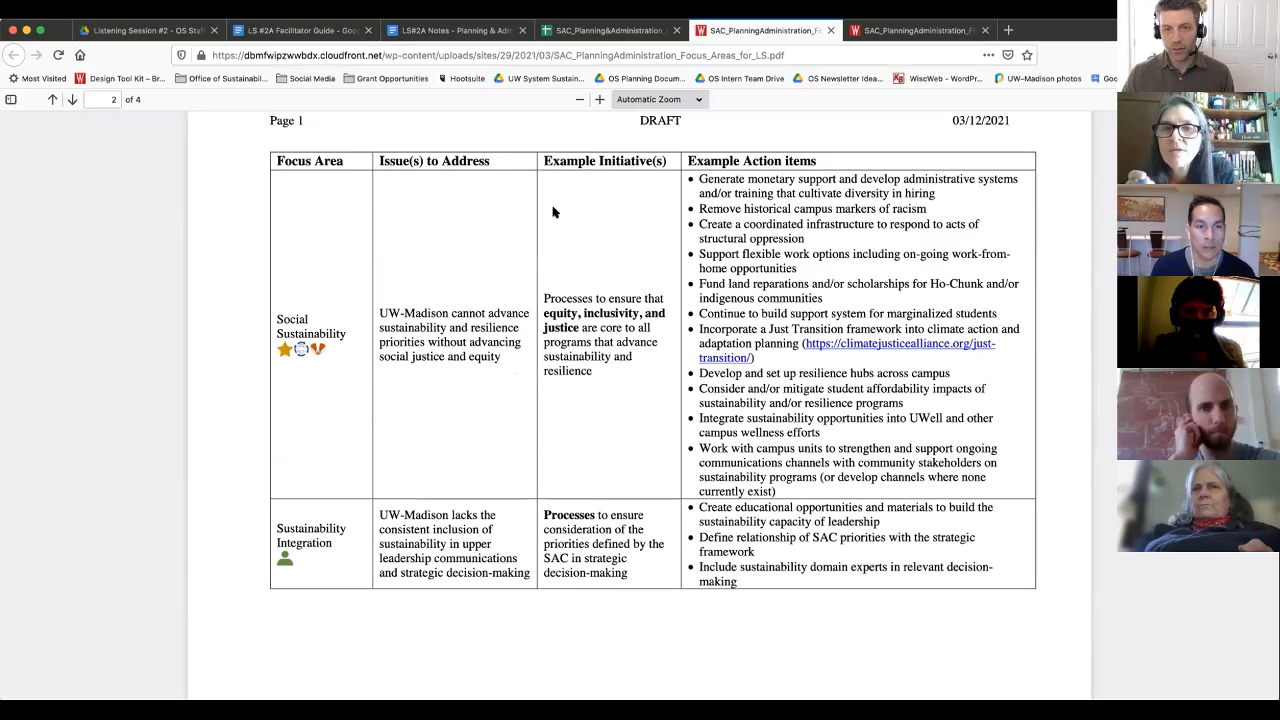 Listening Session #2 - OS Staf
LS #2A Facilitator Guide - Goo
LS#2A Notes - Planning & Adm
SAC_Planning&Administration_
SAC_PlanningAdministration_Fo
SAC_PlanningAdministration_F
https://dbmfwipzwwbdx.cloudfront.net/wp-content/uploads/sites/29/2021/03/SAC_PlanningAdministration_Focus_Areas_for_LS.pdf
Most Visited
Design Tool Kit – Br...
Office of Sustainabil...
Social Media
Grant Opportunities
Hootsuite
UW System Sustain...
OS Planning Docum...
OS Intern Team Drive
OS Newsletter Idea...
WiscWeb - WordPr...
UW-Madison photos
Goo
2 of 4
Automatic Zoom
Page 1 DRAFT 03/12/2021
Focus Area
Issue(s) to Address
Example Initiative(s)
Example Action items
Social
Sustainability
UW-Madison cannot advance
sustainability and resilience
priorities without advancing
social justice and equity
Processes to ensure that
equity, inclusivity, and
justice are core to all
programs that advance
sustainability and
resilience
• Generate monetary support and develop administrative systems
and/or training that cultivate diversity in hiring
• Remove historical campus markers of racism
• Create a coordinated infrastructure to respond to acts of
structural oppression
• Support flexible work options including on-going work-from-
home opportunities
• Fund land reparations and/or scholarships for Ho-Chunk and/or
indigenous communities
• Continue to build support system for marginalized students
• Incorporate a Just Transition framework into climate action and
adaptation planning (https://climatejusticealliance.org/just-
transition/)
• Develop and set up resilience hubs across campus
• Consider and/or mitigate student affordability impacts of
sustainability and/or resilience programs
• Integrate sustainability opportunities into UWell and other
campus wellness efforts
• Work with campus units to strengthen and support ongoing
communications channels with community stakeholders on
sustainability programs (or develop channels where none
currently exist)
Sustainability
Integration
UW-Madison lacks the
consistent inclusion of
sustainability in upper
leadership communications
and strategic decision-making
Processes to ensure
consideration of the
priorities defined by the
SAC in strategic
decision-making
• Create educational opportunities and materials to build the
sustainability capacity of leadership
• Define relationship of SAC priorities with the strategic
framework
• Include sustainability domain experts in relevant decision-
making